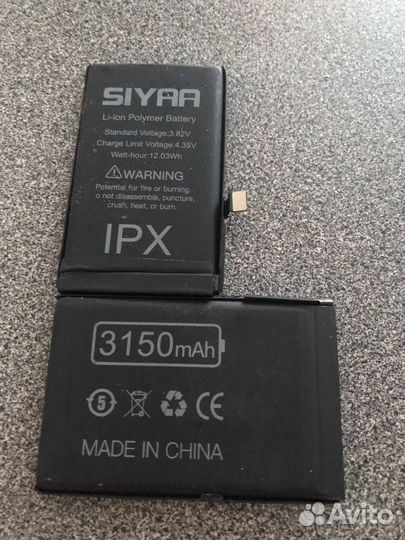 SIYAA
Li-ion Polymer Battery
Standard Voltage:3.82V
Charge Limit Voltage:4.35V
Watt-hour:12.03Wh
WARNING
Potential for fire or burning.
o not disassemble, puncture,
crush, heat, or burn.
IPX
3150mAh
5 CE
MADE IN CHINA
Avito